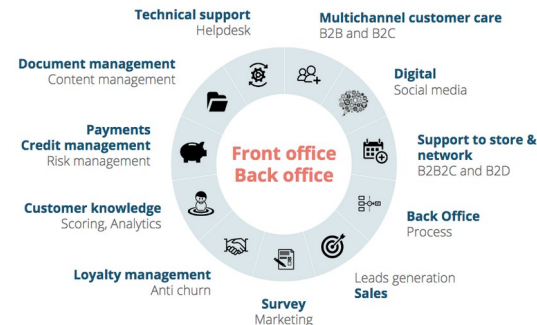 Technical support
Helpdesk
Multichannel customer care
B2B and B2C
Document management
Content management
Digital
Social media
Payments
Credit management
Risk management
Front office
Back office
Support to store &
network
B2B2C and B2D
Customer knowledge
Scoring, Analytics
Back Office
Process
Loyalty management
Anti churn
Leads generation
Sales
Survey
Marketing